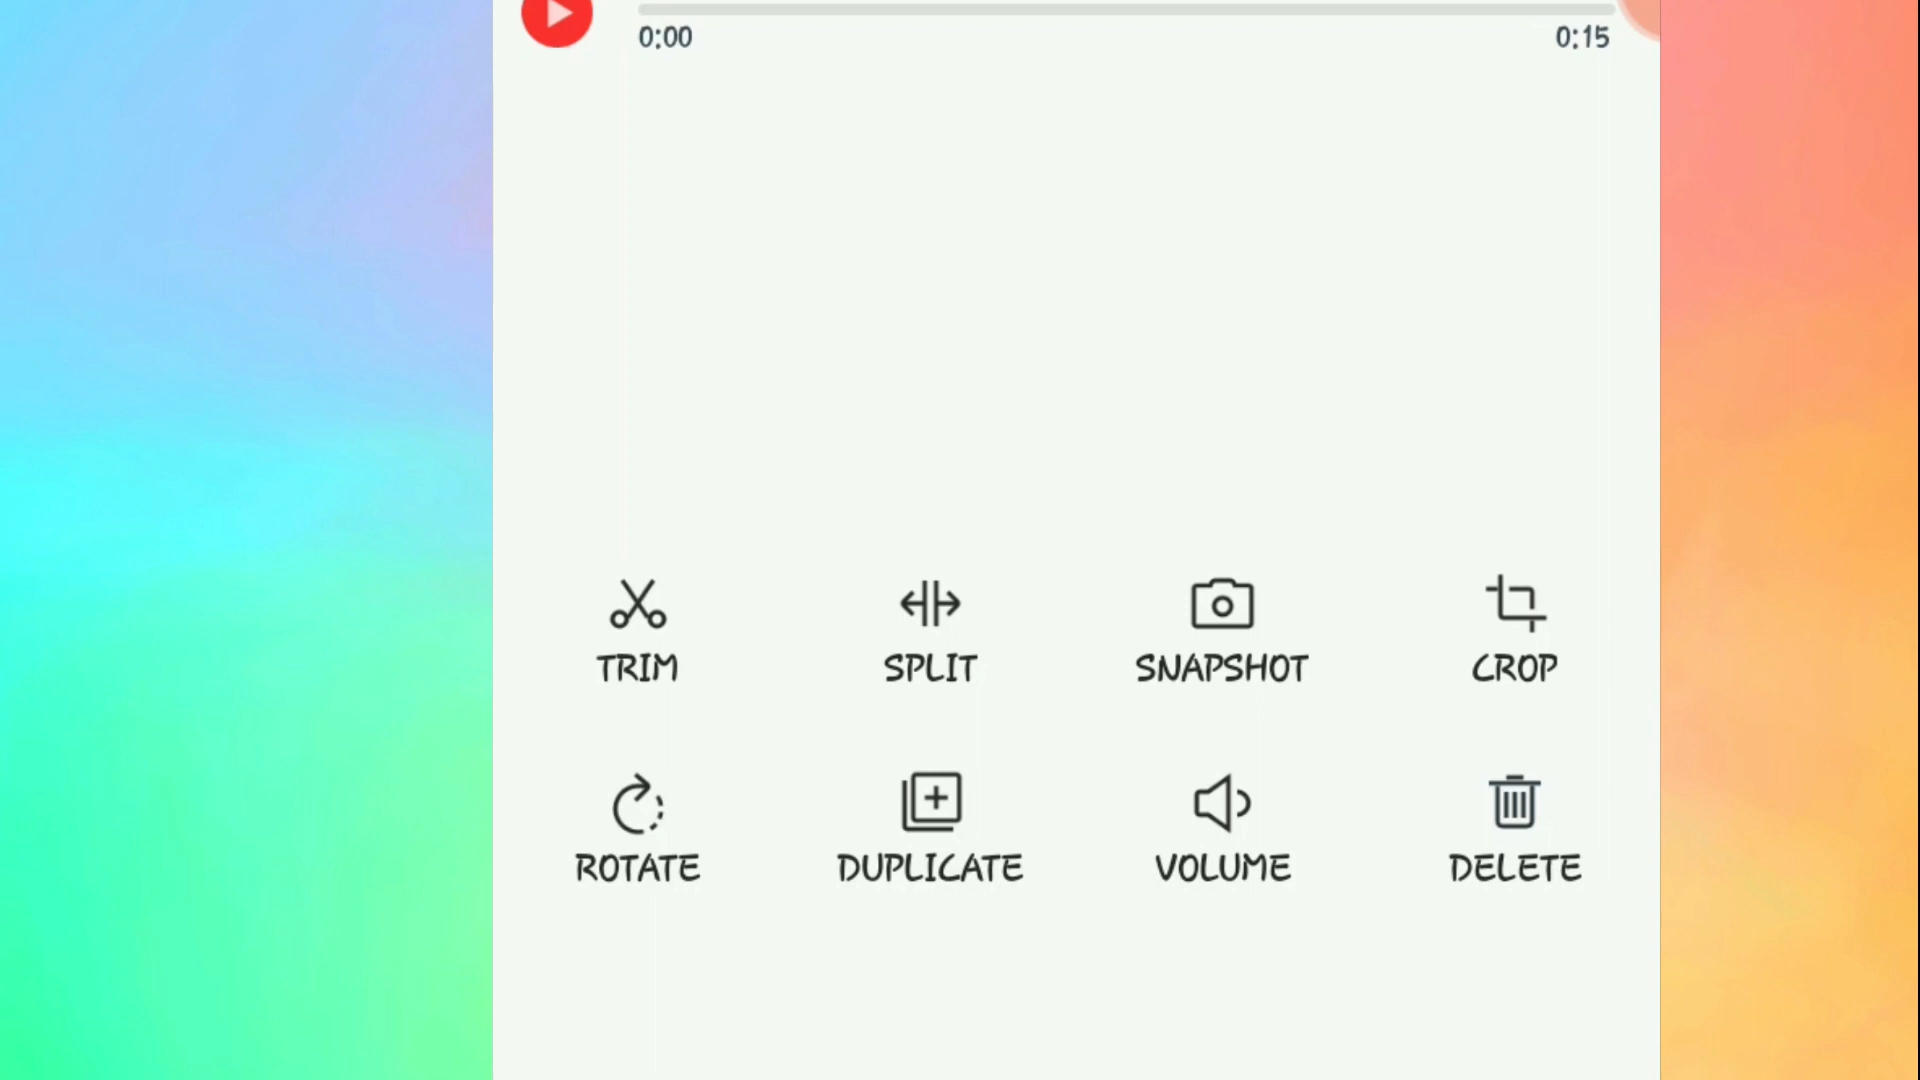 0:00 0:15
TRIM SPLIT SNAPSHOT CROP
ROTATE DUPLICATE VOLUME DELETE